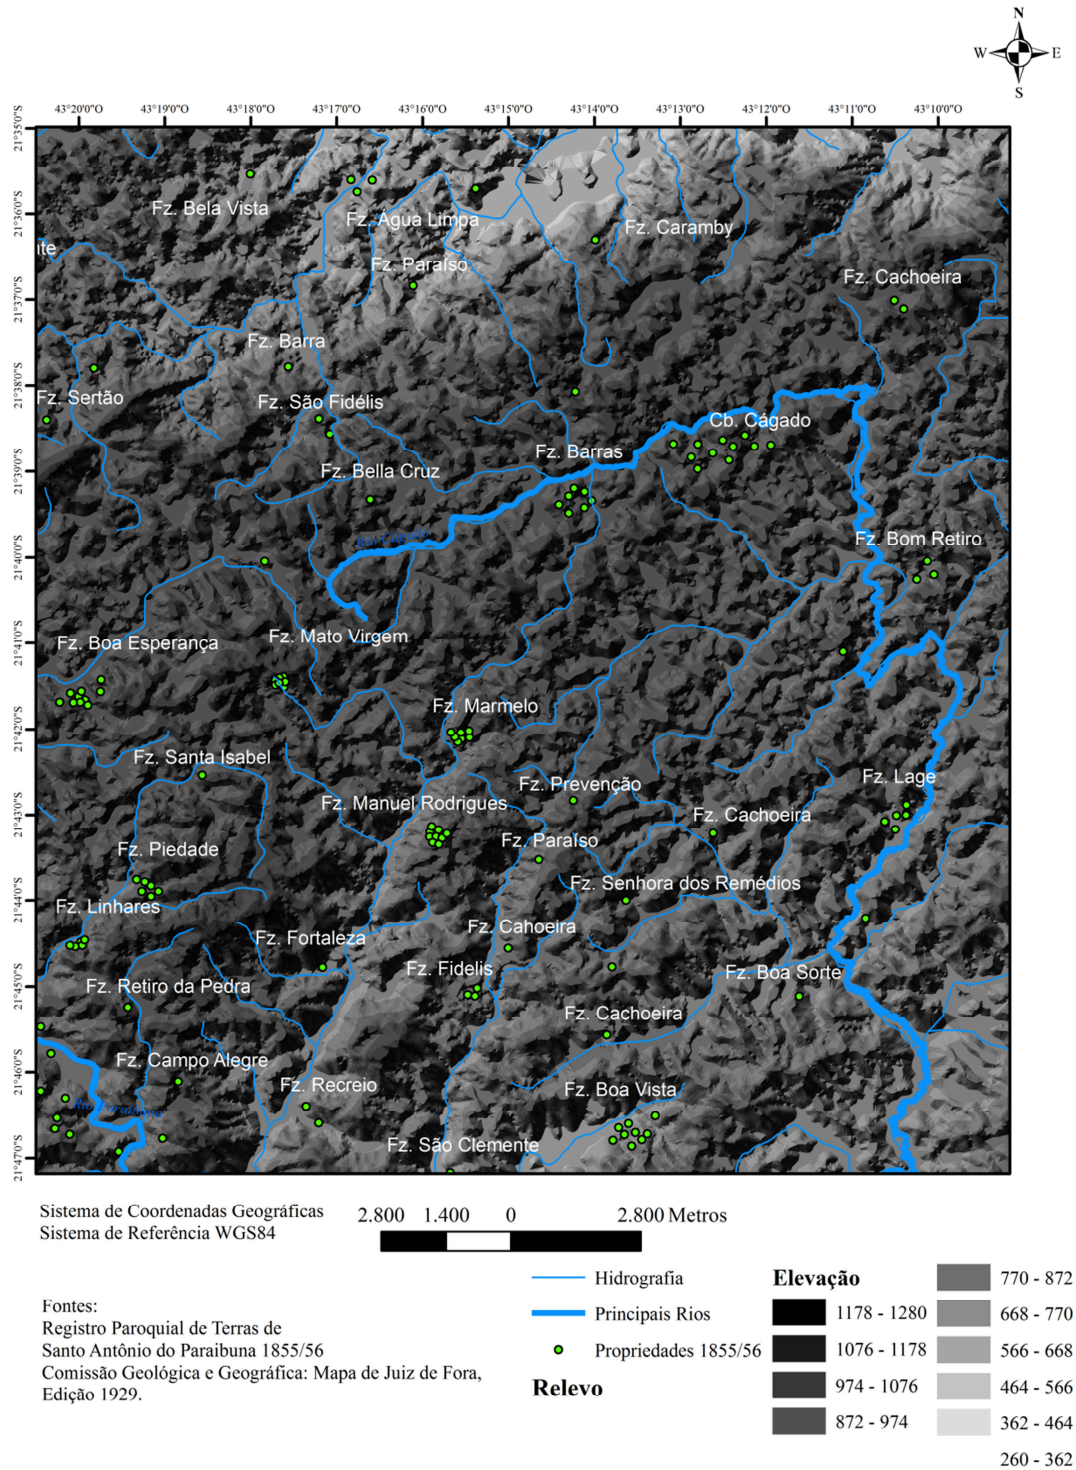 N
W
E
S
43°20'0"O
43°19'0"O
43°18'0"O
43°17'0"O
43°16'0"O
43°15'0"O
43°14'0"O
43°13'0"O
43°12'0"O
43°11'0"O
43°10'0"O
21°35'0"S
21°36'0"S
21°37'0"S
21°38'0"S
21°39'0"S
21°40'0"S
21°41'0"S
21°42'0"S
21°43'0"S
21°44'0"S
21°45'0"S
21°46'0"S
21°47'0"S
Fz. Bela Vista
Fz. Agua Limpa
Fz. Caramby
ite
Fz. Paraíso
Fz. Cachoeira
Fz. Barra
Fz. Sertão
Fz. São Fidélis
Cb. Cágado
Fz. Barras
Fz. Bella Cruz
Fz. Bom Retiro
Fz. Mato Virgem
Fz. Boa Esperança
Fz. Marmelo
Fz. Santa Isabel
Fz. Lage
Fz. Prevenção
Fz. Manuel Rodrigues
Fz. Cachoeira
Fz. Paraíso
Fz. Piedade
Fz. Senhora dos Remédios
Fz. Linhares
Fz. Cahoeira
Fz. Fortaleza
Fz. Fidelis
Fz. Boa Sorte
Fz. Retiro da Pedra
Fz. Cachoeira
Fz. Campo Alegre
Fz. Recreio
Fz. Boa Vista
Fz. São Clemente
Sistema de Coordenadas Geográficas
Sistema de Referência WGS84
2.800 1.400 0 2.800 Metros
Fontes:
Registro Paroquial de Terras de
Santo Antônio do Paraibuna 1855/56
Comissão Geológica e Geográfica: Mapa de Juiz de Fora,
Edição 1929.
Hidrografia
Principais Rios
Propriedades 1855/56
Relevo
Elevação
1178 - 1280
1076 - 1178
974 - 1076
872 - 974
770 - 872
668 - 770
566 - 668
464 - 566
362 - 464
260 - 362